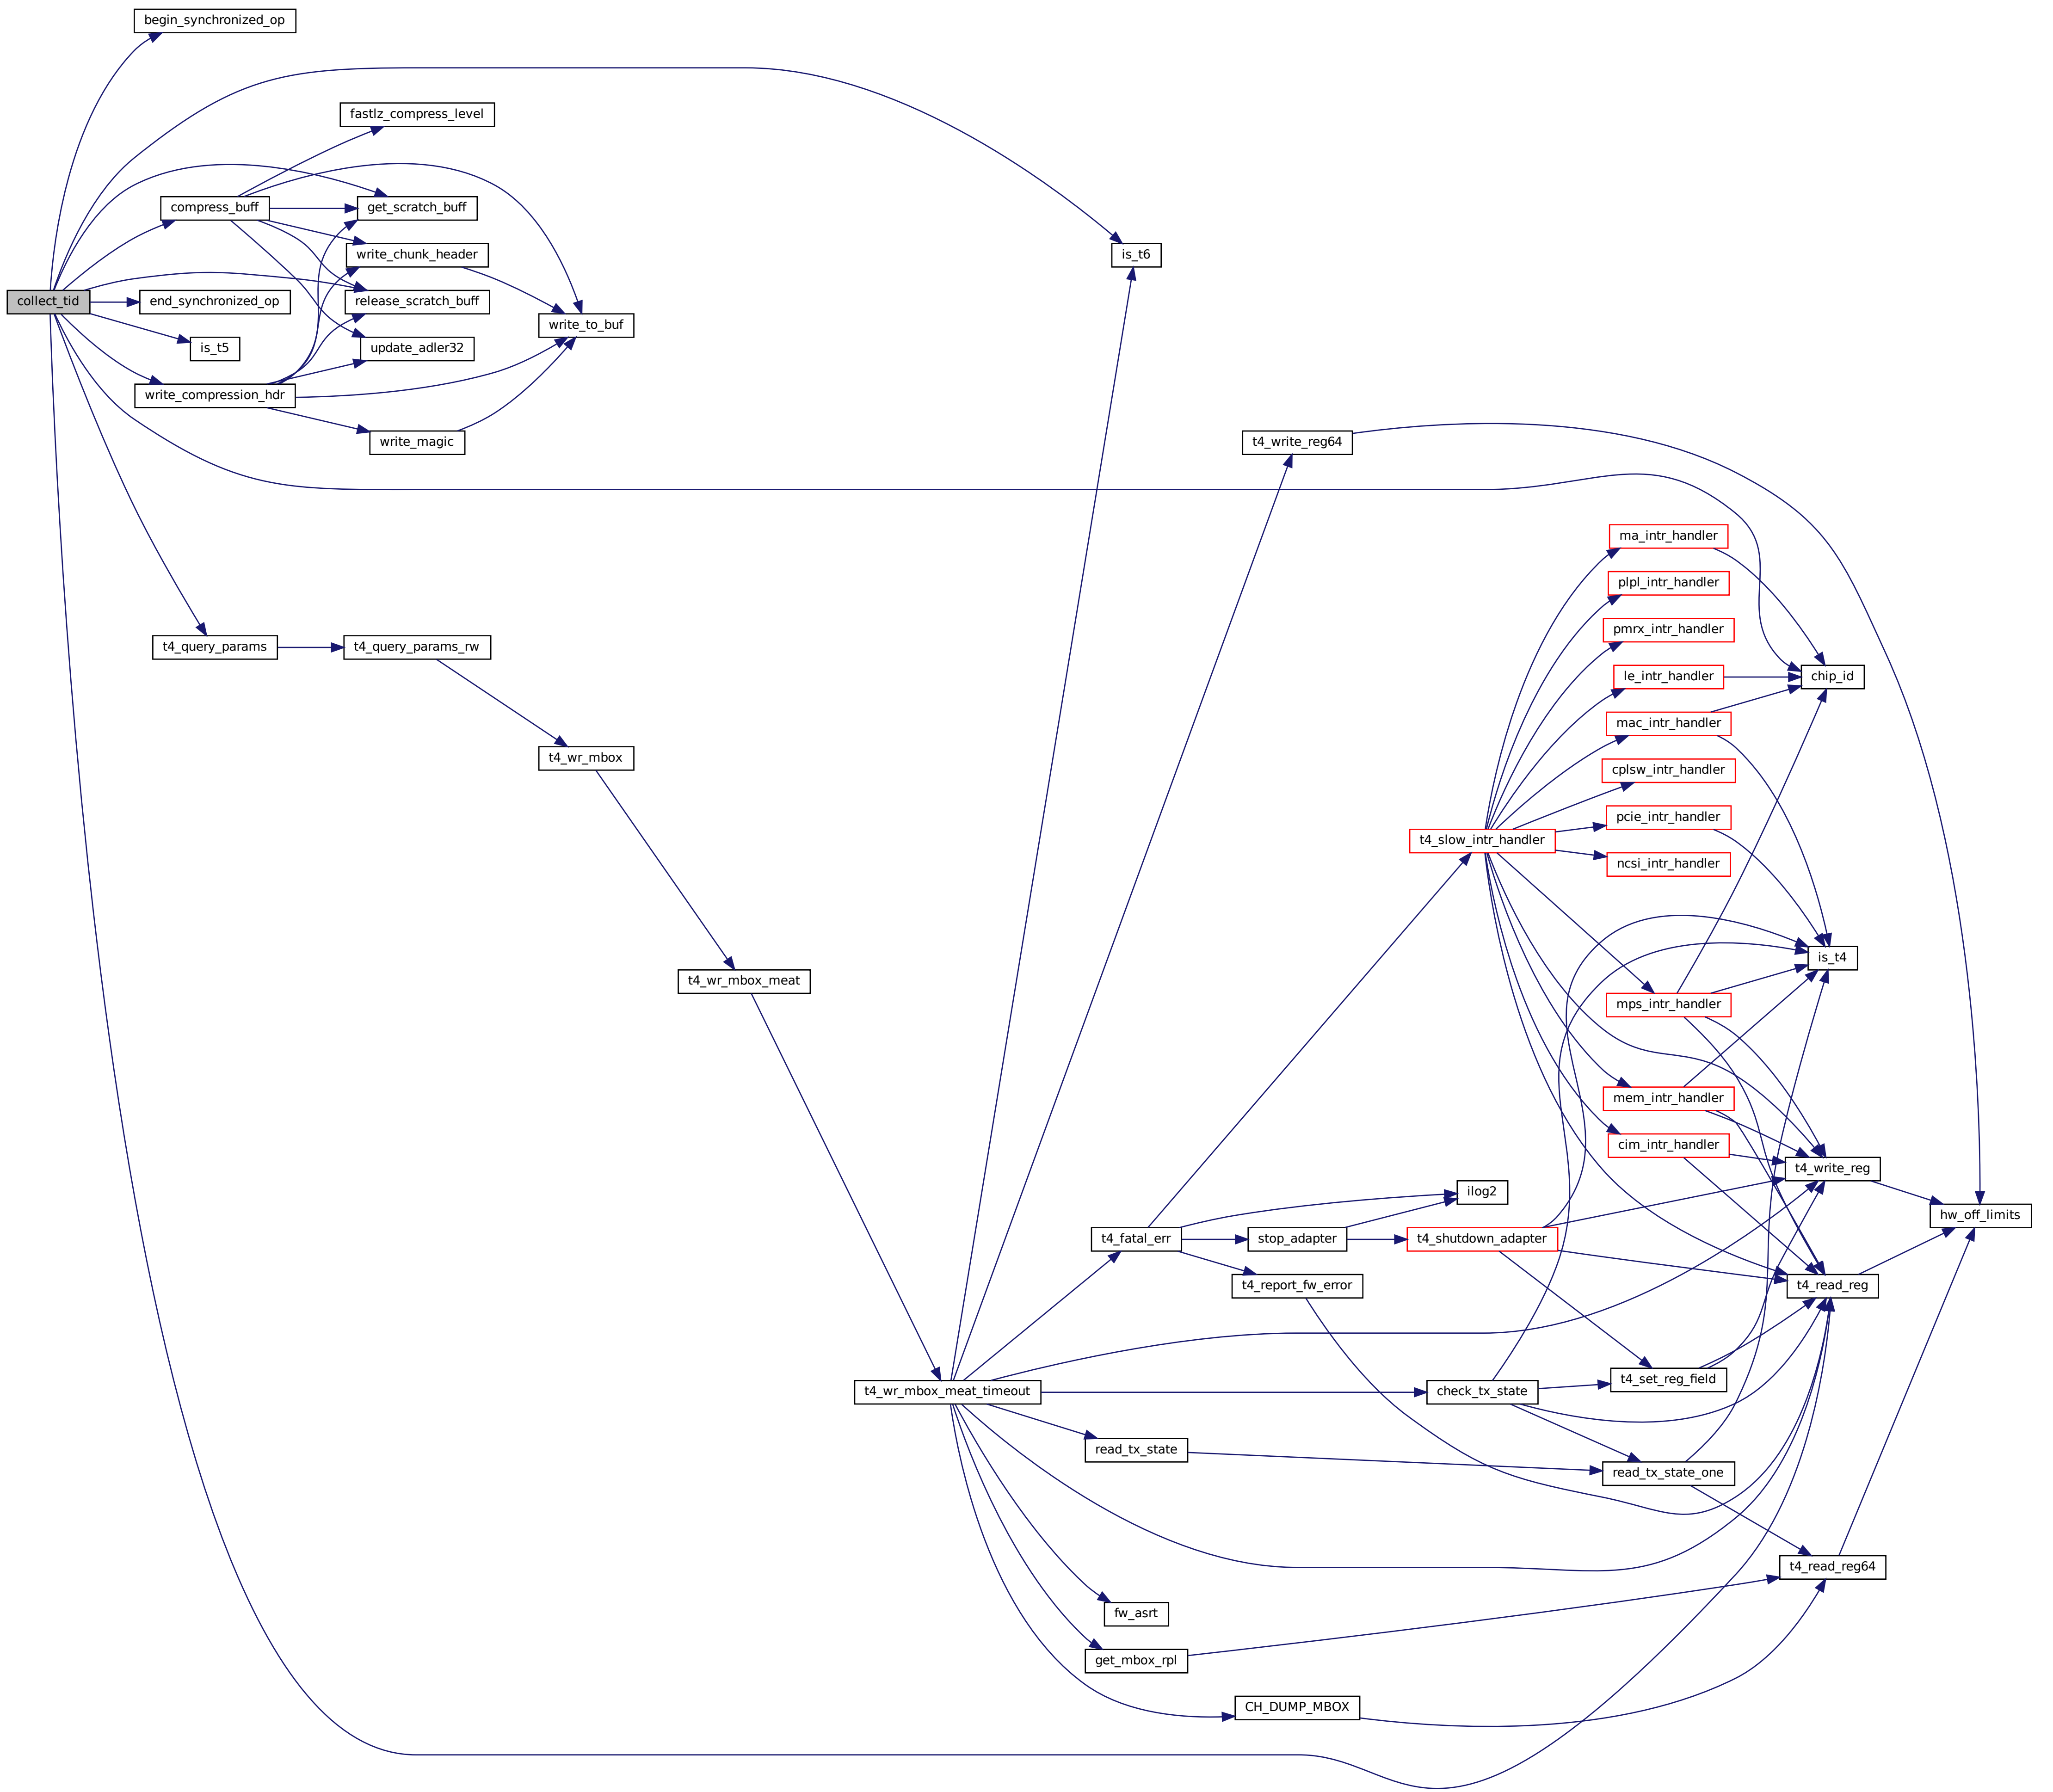 begin_synchronized_op
fastlz_compress_level
compress_buff
get_scratch_buff
write_chunk_header
is_t6
collect_tid
end_synchronized_op
release_scratch_buff
write_to_buf
is_t5
update_adler32
write_compression_hdr
write_magic
t4_write_reg64
ma_intr_handler
plpl_intr_handler
pmrx_intr_handler
t4_query_params
t4_query_params_rw
le_intr_handler
chip_id
mac_intr_handler
t4_wr_mbox
cplsw_intr_handler
pcie_intr_handler
t4_slow_intr_handler
ncsi_intr_handler
is_t4
t4_wr_mbox_meat
mps_intr_handler
mem_intr_handler
cim_intr_handler
t4_write_reg
ilog2
hw_off_limits
t4_fatal_err
stop_adapter
t4_shutdown_adapter
t4_report_fw_error
t4_read_reg
t4_set_reg_field
t4_wr_mbox_meat_timeout
check_tx_state
read_tx_state
read_tx_state_one
t4_read_reg64
fw_asrt
get_mbox_rpl
CH_DUMP_MBOX